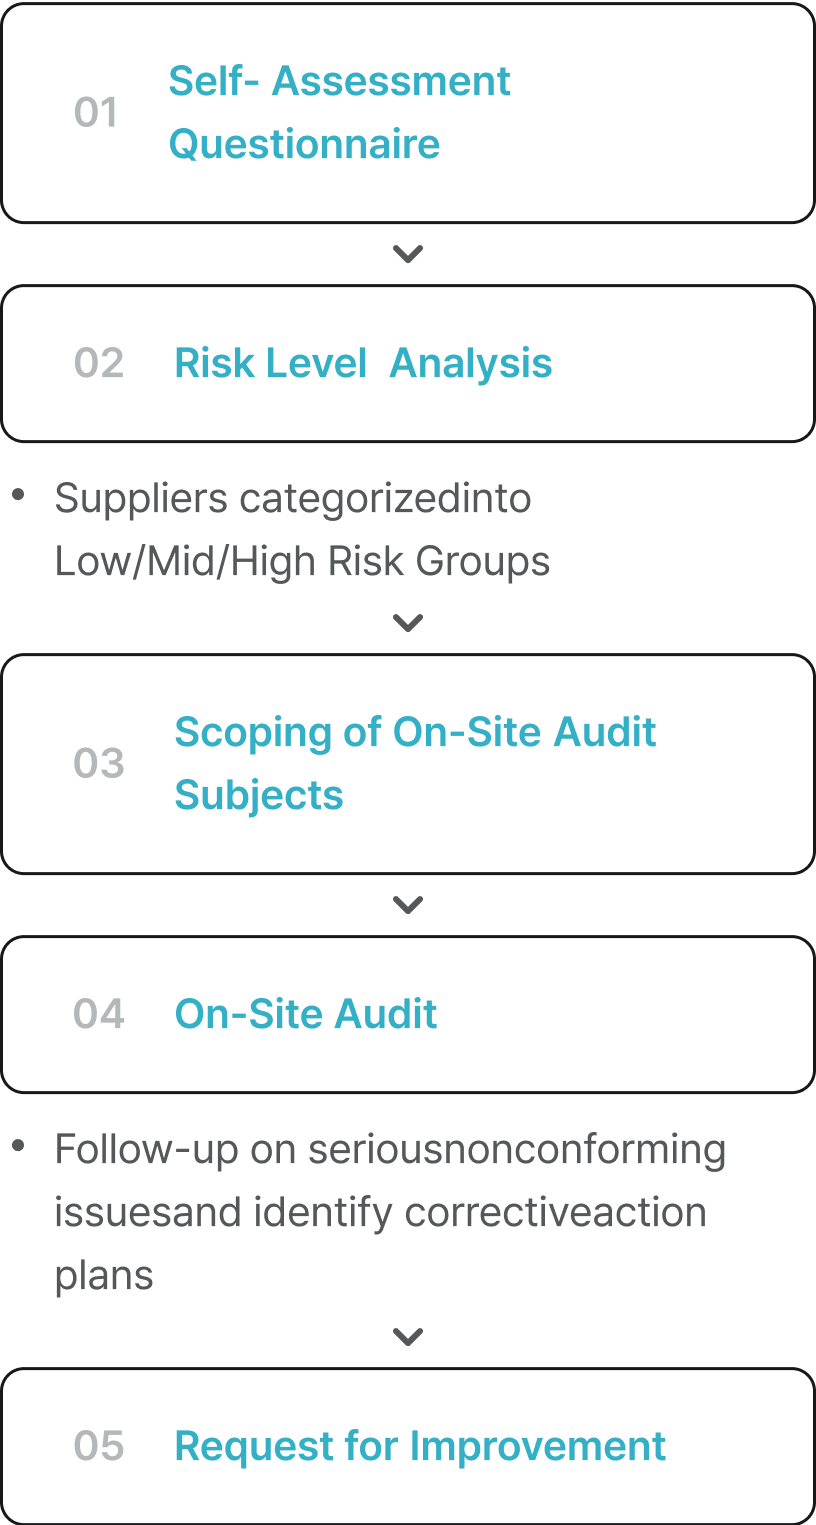 01
Self- Assessment
Questionnaire
02
Risk Level  Analysis
• Suppliers categorizedinto
Low/Mid/High Risk Groups
03
Scoping of On-Site Audit
Subjects
04
On-Site Audit
• Follow-up on seriousnonconforming
issuesand identify correctiveaction
plans
05
Request for Improvement